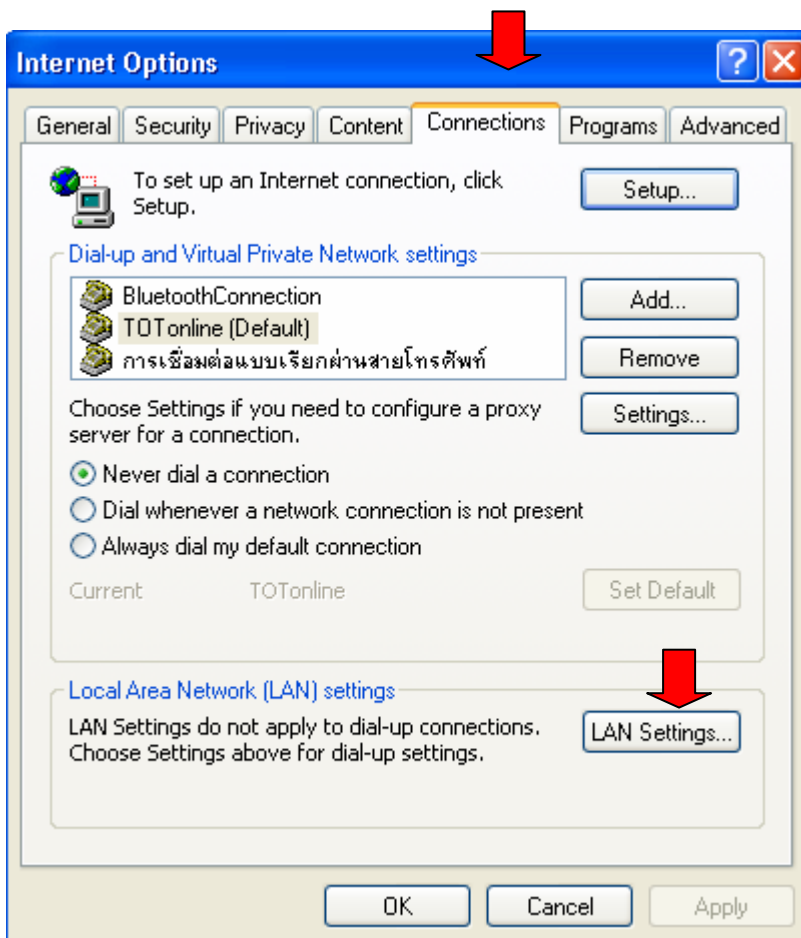 Internet Options
General Security Privacy Content Connections Programs Advanced
To set up an Internet connection, click
Setup.
Setup...
Dial-up and Virtual Private Network settings
BluetoothConnection
TOTonline (Default)
การเชื่อมต่อแบบเรียกผ่านสายโทรศัพท์
Add...
Remove
Choose Settings if you need to configure a proxy
server for a connection.
Settings...
Never dial a connection
Dial whenever a network connection is not present
Always dial my default connection
Current TOTonline Set Default
Local Area Network (LAN) settings
LAN Settings do not apply to dial-up connections.
Choose Settings above for dial-up settings.
LAN Settings...
OK Cancel Apply